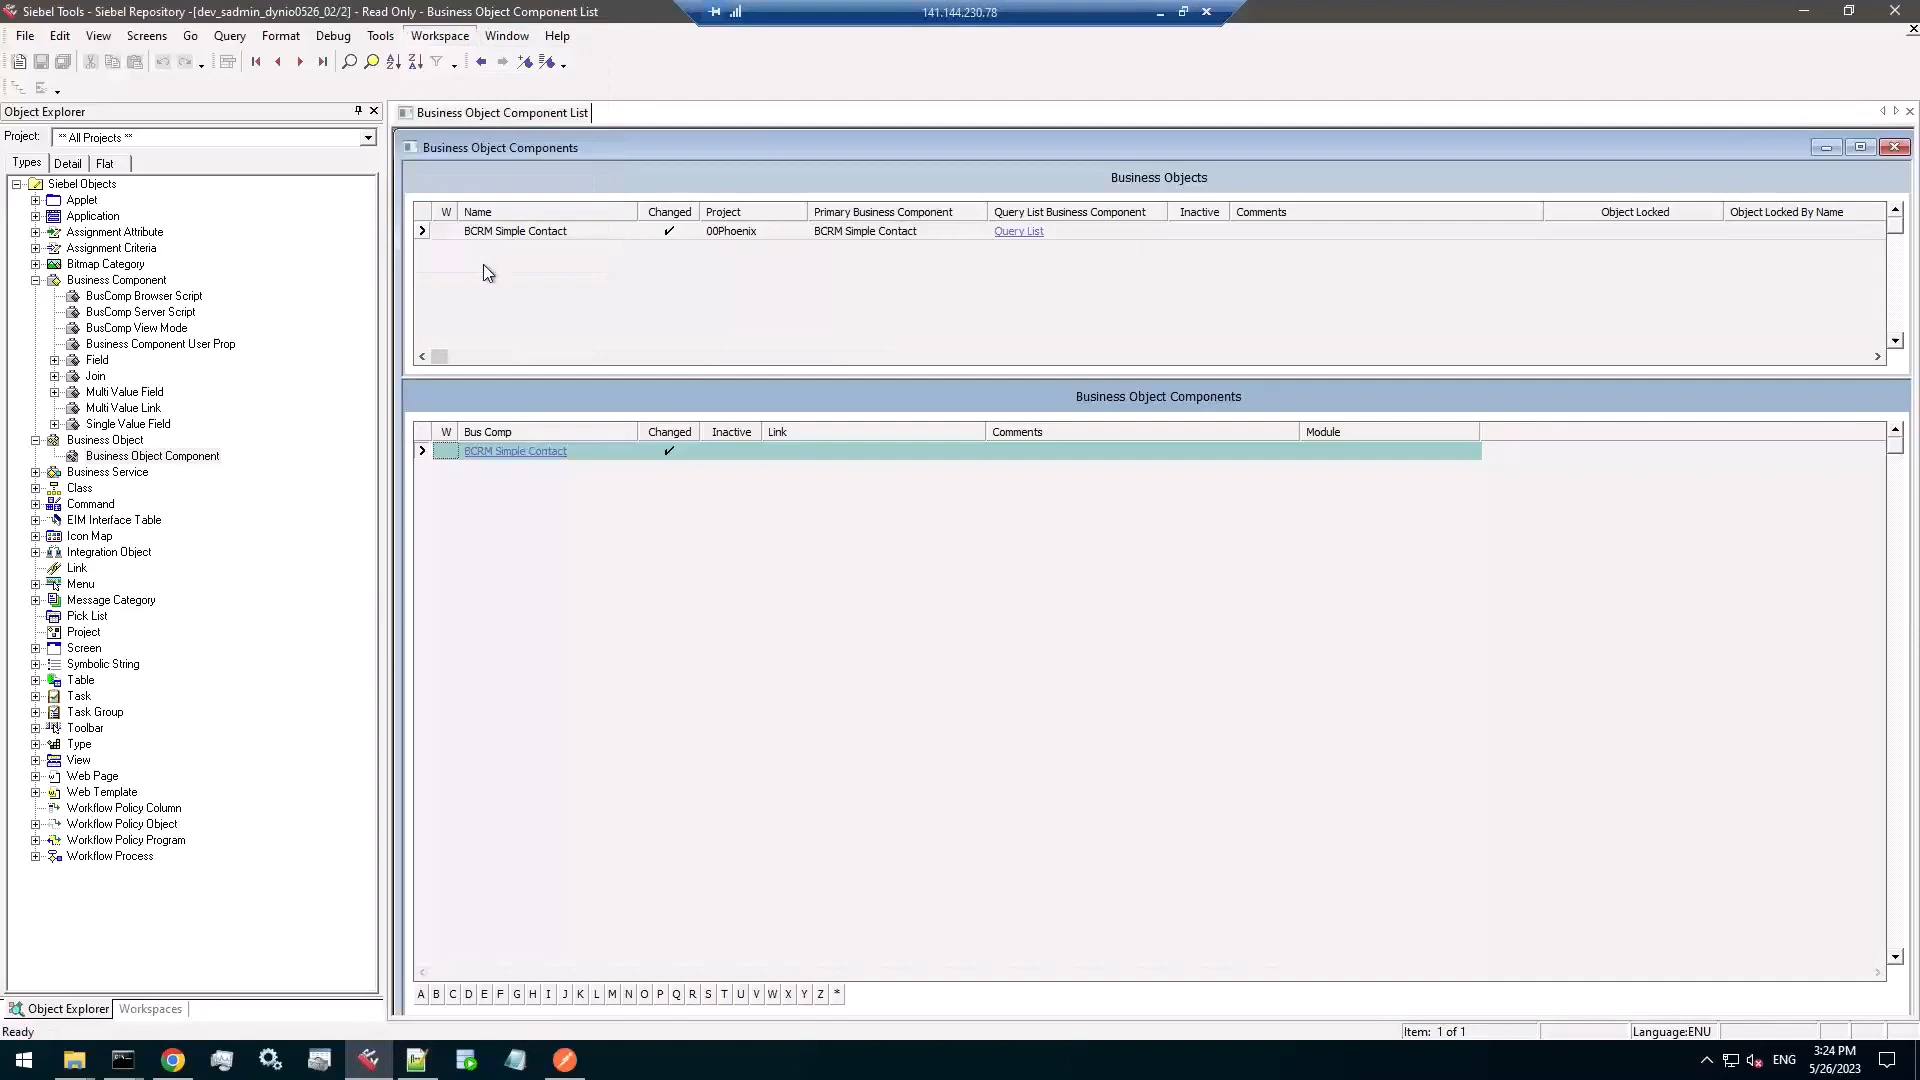 Siebel Tools - Siebel Repository -[dev_sadmin_dynio0526_02/2] - Read Only - Business Object Component List
141.144.230.78
File Edit View Screens Go Query Format Debug Tools Workspace Window Help
Object Explorer
Business Object Component List
Project: ** All Projects **
Types Detail Flat
Business Object Components
Business Objects
W Name Changed Project Primary Business Component Query List Business Component Inactive Comments Object Locked Object Locked By Name
BCRM Simple Contact ✔ 00Phoenix BCRM Simple Contact Query List
Business Object Components
W Bus Comp Changed Inactive Link Comments Module
BCRM Simple Contact ✔
Siebel Objects
Applet
Application
Assignment Attribute
Assignment Criteria
Bitmap Category
Business Component
BusComp Browser Script
BusComp Server Script
BusComp View Mode
Business Component User Prop
Field
Join
Multi Value Field
Multi Value Link
Single Value Field
Business Object
Business Object Component
Business Service
Class
Command
EIM Interface Table
Icon Map
Integration Object
Link
Menu
Message Category
Pick List
Project
Screen
Symbolic String
Table
Task
Task Group
Toolbar
Type
View
Web Page
Web Template
Workflow Policy Column
Workflow Policy Object
Workflow Policy Program
Workflow Process
A B C D E F G H I J K L M N O P Q R S T U V W X Y Z *
Object Explorer Workspaces
Ready
Item: 1 of 1
Language:ENU
ENG
3:24 PM
5/26/2023